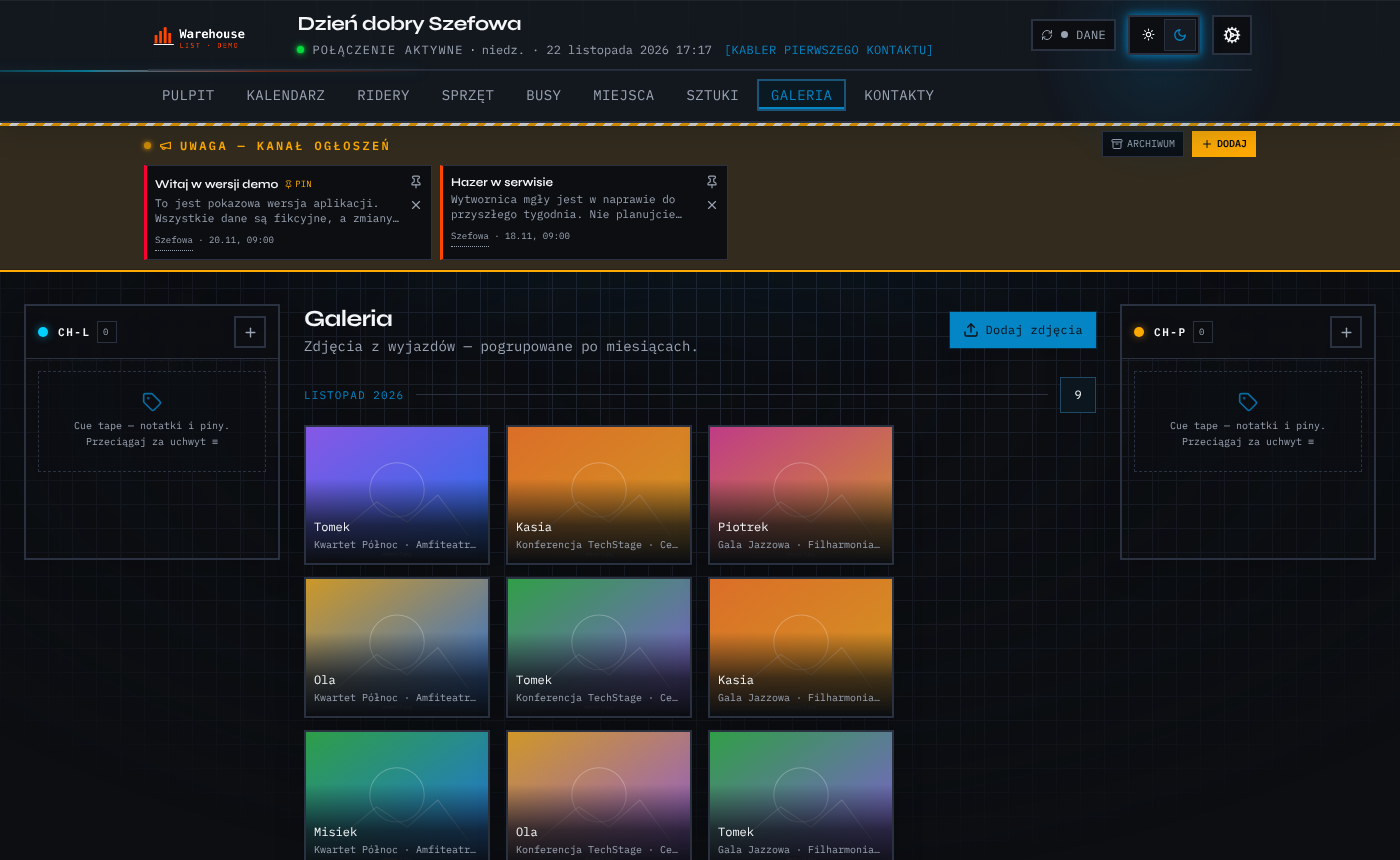 Warehouse
LIST · DEMO
Dzień dobry Szefowa
POŁĄCZENIE AKTYWNE · niedz. · 22 listopada 2026 17:17 [KABLER PIERWSZEGO KONTAKTU]
DANE
PULPIT KALENDARZ RIDERY SPRZĘT BUSY MIEJSCA SZTUKI GALERIA KONTAKTY
UWAGA — KANAŁ OGŁOSZEŃ
ARCHIWUM
+ DODAJ
Witaj w wersji demo PIN
To jest pokazowa wersja aplikacji.
Wszystkie dane są fikcyjne, a zmiany…
Szefowa · 20.11, 09:00
Hazer w serwisie
Wytwornica mgły jest w naprawie do
przyszłego tygodnia. Nie planujcie…
Szefowa · 18.11, 09:00
CH-L 0
+
Cue tape — notatki i piny.
Przeciągaj za uchwyt ≡
Galeria
Zdjęcia z wyjazdów — pogrupowane po miesiącach.
Dodaj zdjęcia
LISTOPAD 2026
9
Tomek
Kwartet Północ · Amfiteatr…
Kasia
Konferencja TechStage · Ce…
Piotrek
Gala Jazzowa · Filharmonia…
Ola
Kwartet Północ · Amfiteatr…
Tomek
Konferencja TechStage · Ce…
Kasia
Gala Jazzowa · Filharmonia…
Misiek
Kwartet Północ · Amfiteatr…
Ola
Konferencja TechStage · Ce…
Tomek
Gala Jazzowa · Filharmonia…
CH-P 0
+
Cue tape — notatki i piny.
Przeciągaj za uchwyt ≡